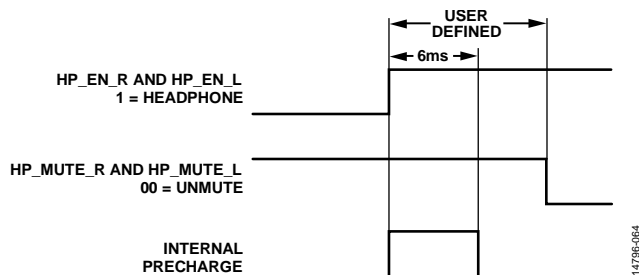 USER
DEFINED
6ms
HP_EN_R AND HP_EN_L
1 = HEADPHONE
HP_MUTE_R AND HP_MUTE_L
00 = UNMUTE
INTERNAL
PRECHARGE
14796-064